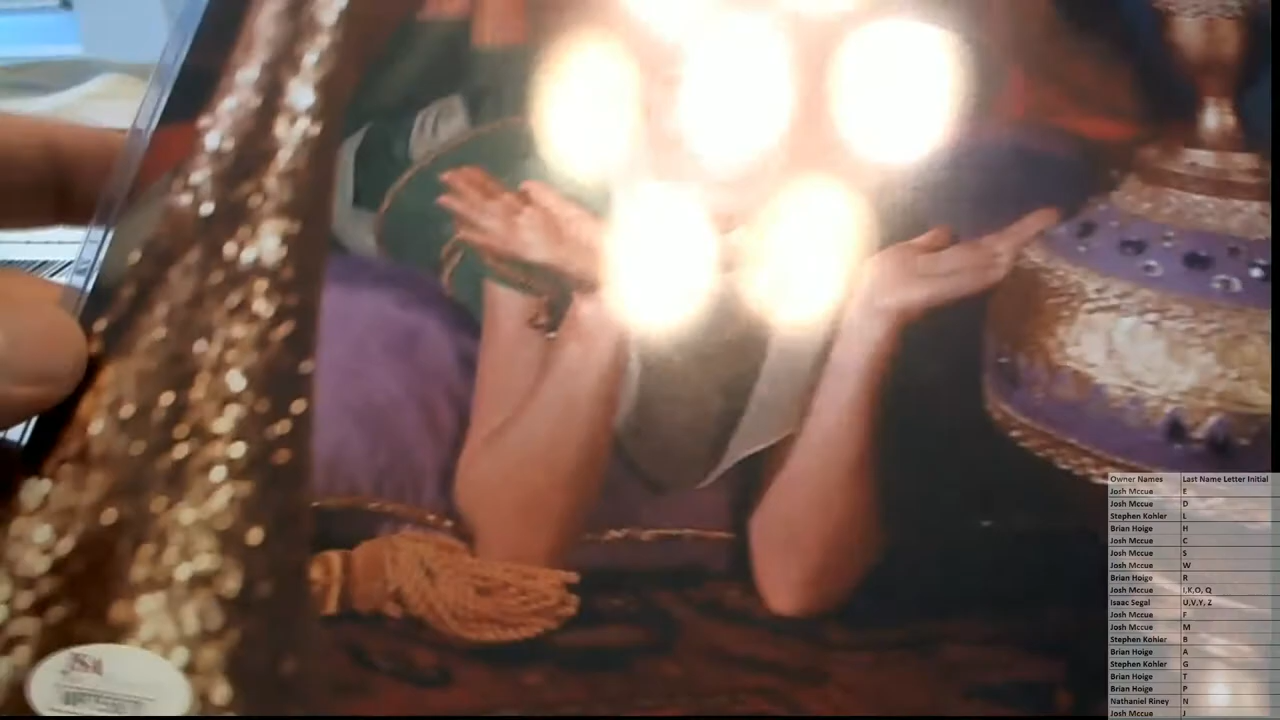 Owner Names Last Name Letter Initial
Josh Mccue E
Josh Mccue D
Stephen Kohler L
Brian Hoige H
Josh Mccue C
Josh Mccue S
Josh Mccue W
Brian Hoige R
Josh Mccue I,K,O, Q
Isaac Segal U,V,Y, Z
Josh Mccue F
Josh Mccue M
Stephen Kohler B
Brian Hoige A
Stephen Kohler G
Brian Hoige T
Brian Hoige P
Nathaniel Riney N
Josh Mccue J
JSA